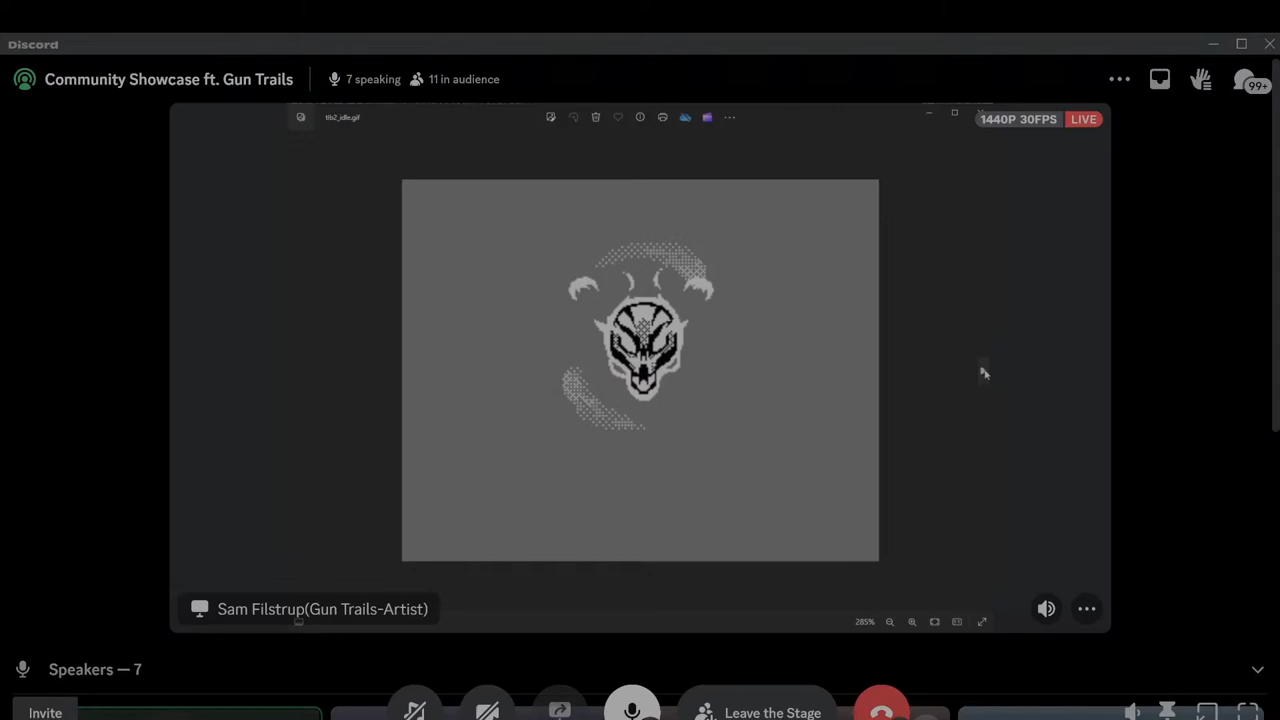 Discord
Community Showcase ft. Gun Trails
7 speaking
11 in audience
99+
1440P 30FPS
LIVE
Sam Filstrup(Gun Trails-Artist)
285%
Speakers — 7
Invite
Leave the Stage